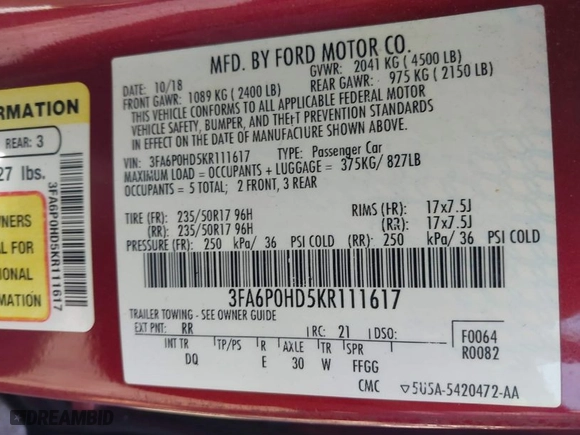 MFD. BY FORD MOTOR CO.
DATE: 10/18 GVWR: 2041 KG ( 4500 LB)
FRONT GAWR: 1089 KG ( 2400 LB) REAR GAWR: 975 KG ( 2150 LB)
THIS VEHICLE CONFORMS TO ALL APPLICABLE FEDERAL MOTOR
VEHICLE SAFETY, BUMPER, AND THEFT PREVENTION STANDARDS
IN EFFECT ON THE DATE OF MANUFACTURE SHOWN ABOVE.
VIN: 3FA6P0HD5KR111617 TYPE: Passenger Car
MAXIMUM LOAD = OCCUPANTS + LUGGAGE = 375KG/ 827LB
OCCUPANTS = 5 TOTAL; 2 FRONT, 3 REAR
TIRE (FR): 235/50R17 96H RIMS (FR): 17x7.5J
(RR): 235/50R17 96H (RR): 17x7.5J
PRESSURE (FR): 250 kPa/ 36 PSI COLD (RR): 250 kPa/ 36 PSI COLD
3FA6P0HD5KR111617
TRAILER TOWING - SEE OWNER GUIDE
EXT PNT: RR RC: 21 DSO: F0064
R0082
INT TR TP/PS R AXLE TR SPR
DQ E 30 W FFGG
CMC ▽5U5A-5420472-AA
ORMATION
REAR: 3
27 lbs.
3FA6P0HD5KR111617
WNERS
AL FOR
IONAL
MATION
DREAMBID